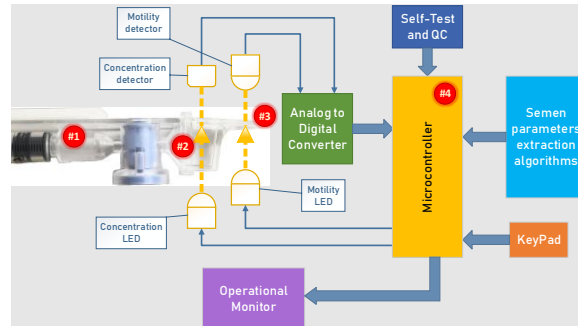 Motility
detector
Self-Test
and QC
Concentration
detector
#1
#2
#3
#4
Analog to
Digital
Converter
Microcontroller
Semen
parameters
extraction
algorithms
Motility
LED
Concentration
LED
KeyPad
Operational
Monitor